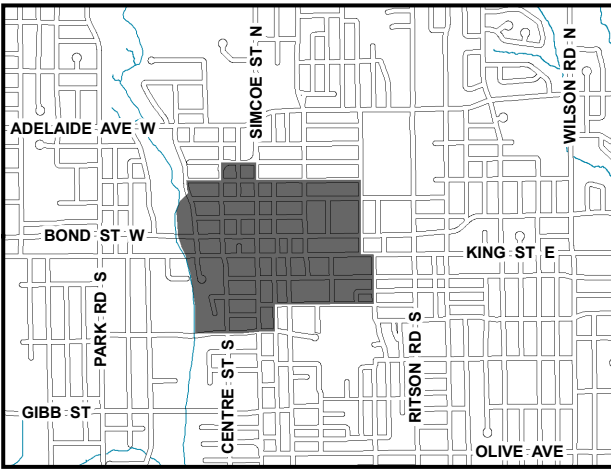 SIMCOE ST N
WILSON RD N
ADELAIDE AVE W
BOND ST W
KING ST E
PARK RD S
CENTRE ST S
RITSON RD S
GIBB ST
OLIVE AVE